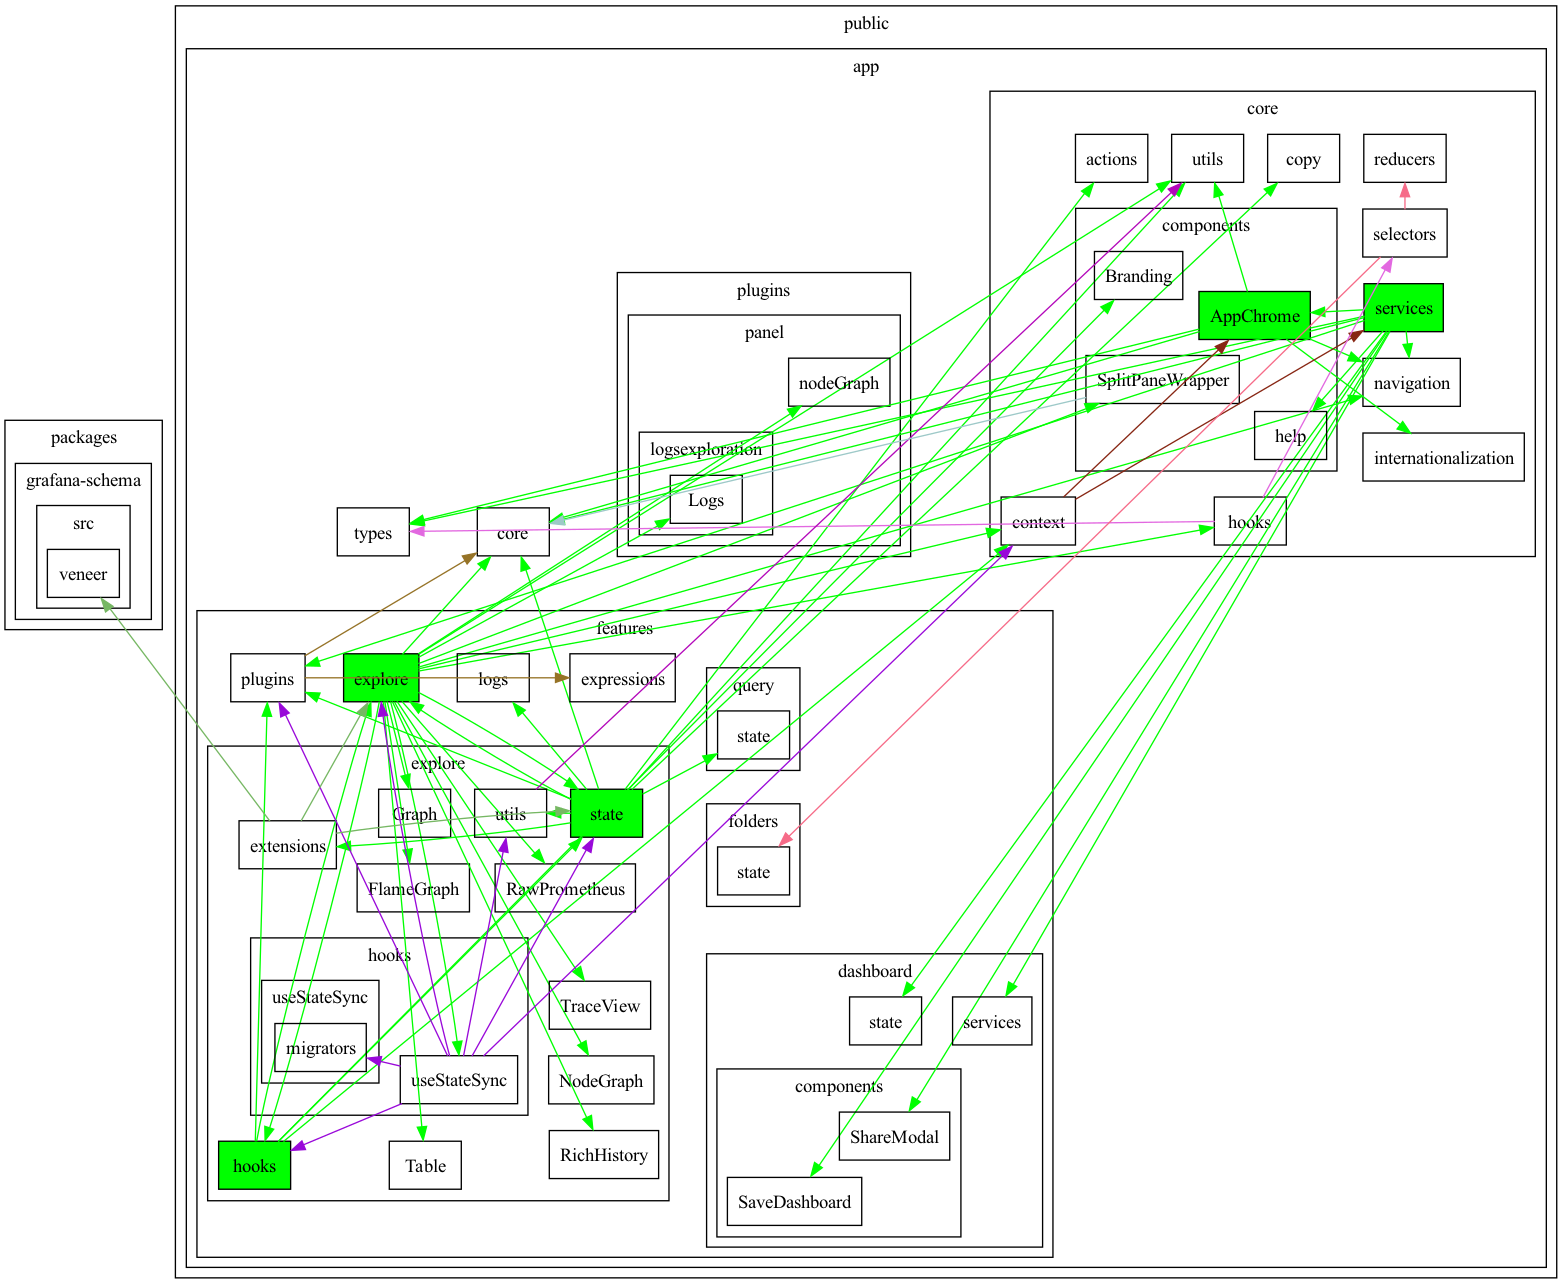 public
app
core
actions
utils
copy
reducers
components
selectors
Branding
AppChrome
services
plugins
panel
nodeGraph
SplitPaneWrapper
navigation
help
internationalization
logsexploration
Logs
packages
grafana-schema
src
veneer
types
core
context
hooks
features
plugins
explore
logs
expressions
query
state
explore
Graph
utils
state
extensions
folders
state
FlameGraph
RawPrometheus
hooks
useStateSync
migrators
useStateSync
TraceView
NodeGraph
dashboard
state
services
components
ShareModal
SaveDashboard
hooks
Table
RichHistory